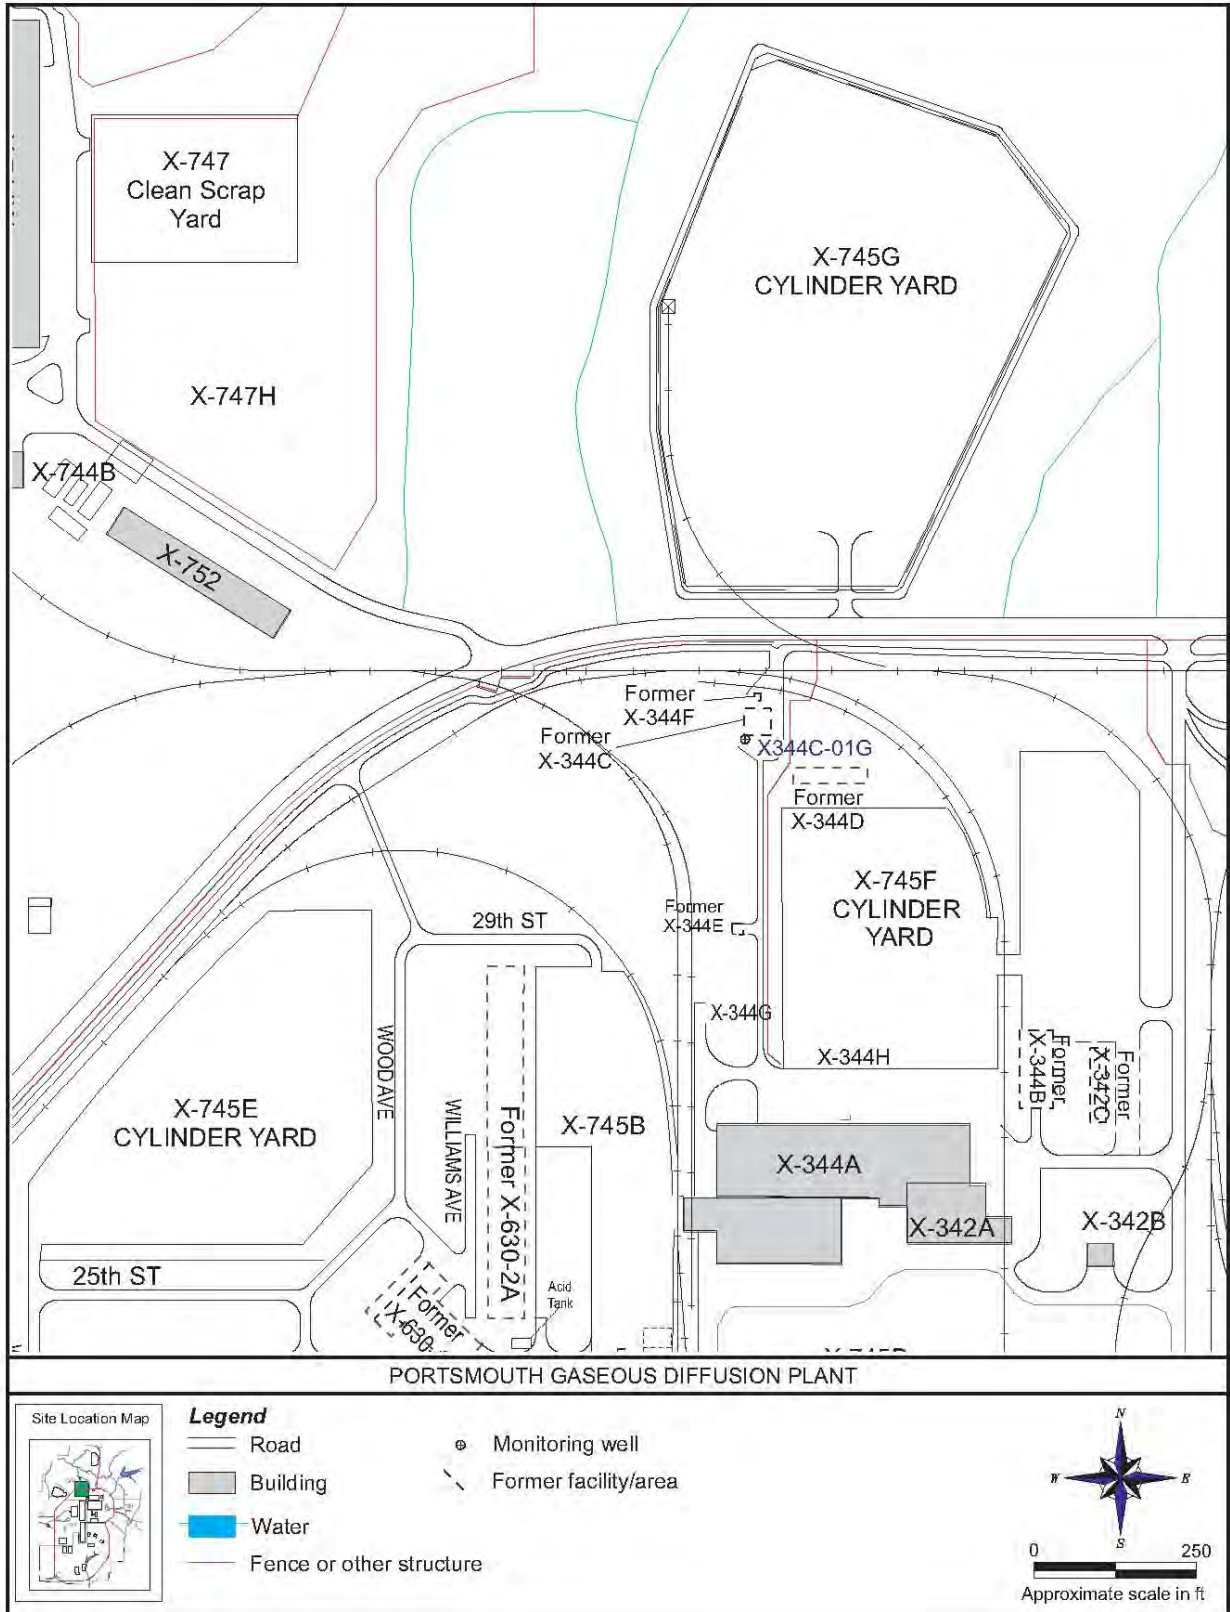 X-747
Clean Scrap
Yard
X-745G
CYLINDER YARD
X-747H
X-744B
X-752
Former
X-344F
Former
X-344C
X344C-01G
Former
X-344D
X-745F
CYLINDER
YARD
29th ST
Former
X-344E
X-344G
X-344H
WOOD AVE
Former
X-344B
Former
X-342C
X-745E
CYLINDER YARD
WILLIAMS AVE
Former X-630-2A
X-745B
X-344A
X-342A
X-342B
25th ST
Former
X-630
Acid
Tank
PORTSMOUTH GASEOUS DIFFUSION PLANT
Site Location Map
Legend
Road
Building
Water
Fence or other structure
Monitoring well
Former facility/area
N
W
E
S
0 250
Approximate scale in ft